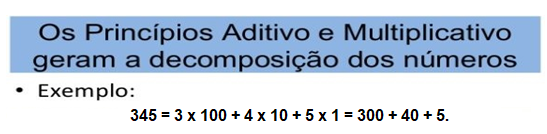 Os Princípios Aditivo e Multiplicativo
geram a decomposição dos números
• Exemplo:
345 = 3 x 100 + 4 x 10 + 5 x 1 = 300 + 40 + 5.